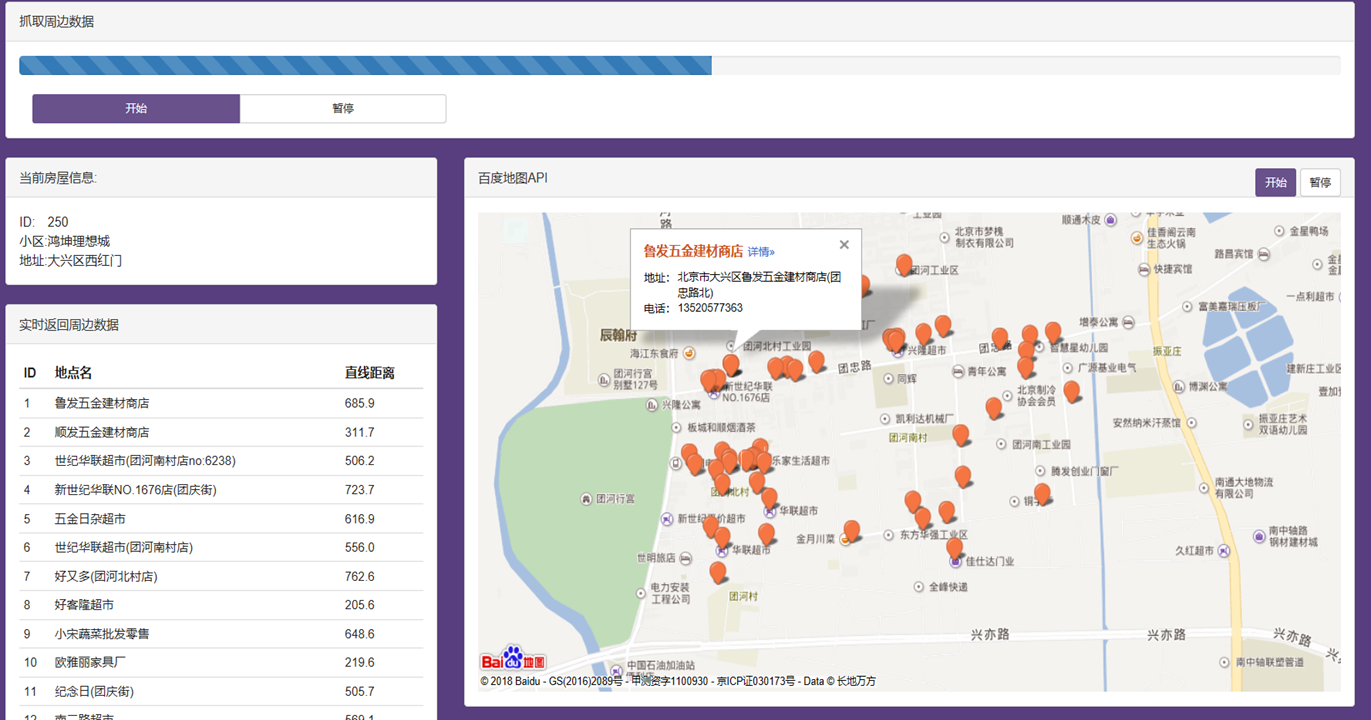 抓取周边数据
开始
暂停
当前房屋信息:
ID: 250
小区:鸿坤理想城
地址:大兴区西红门
实时返回周边数据
ID 地点名 直线距离
1 鲁发五金建材商店 685.9
2 顺发五金建材商店 311.7
3 世纪华联超市(团河南村店no:6238) 506.2
4 新世纪华联NO.1676店(团庆街) 723.7
5 五金日杂超市 616.9
6 世纪华联超市(团河南村店) 556.0
7 好又多(团河北村店) 762.6
8 好客隆超市 205.6
9 小宋蔬菜批发零售 648.6
10 欧雅丽家具厂 219.6
11 纪念日(团庆街) 505.7
百度地图API
开始
暂停
鲁发五金建材商店 详情»
地址: 北京市大兴区鲁发五金建材商店(团
忠路北)
电话: 13520577363
工业园
顺通木皮
北京市梦槐
制衣有限公司
佳香阁云南
生态火锅
金星鸭场
路昌宾馆
快捷宾馆
团河工业区
一点利超市
富美嘉瑞压板厂
增泰公寓
辰翰府
海江东食府
团河北村工业园
兴隆超市
团忠路
智慧星幼儿园
振亚庄
团河行宫
别墅127号
新世纪华联
NO.1676店
同辉
青年公寓
广源基业电气
建新庄工业区
北京制冷
协会会员
博渊公寓
兴隆公寓
板城和顺烟酒茶
凯利达机械厂
安然纳米汗蒸馆
振亚庄艺术
双语幼儿园
团河南村
团河南工业园
乐家生活超市
腾发创业门窗厂
团河行宫
南通大地物流
有限公司
华联超市
金月川菜
东方华强工业区
南中轴路
钢材建材城
久红超市
世明旅店
华联超市
佳仕达门业
电力安装
工程公司
团河村
全峰快递
兴亦路
兴亦路
兴亦路
中国石油加油站
南中轴联塑管道
Bai du 地图
© 2018 Baidu - GS(2016)2089号 - 甲测资字1100930 - 京ICP证030173号 - Data © 长地万方